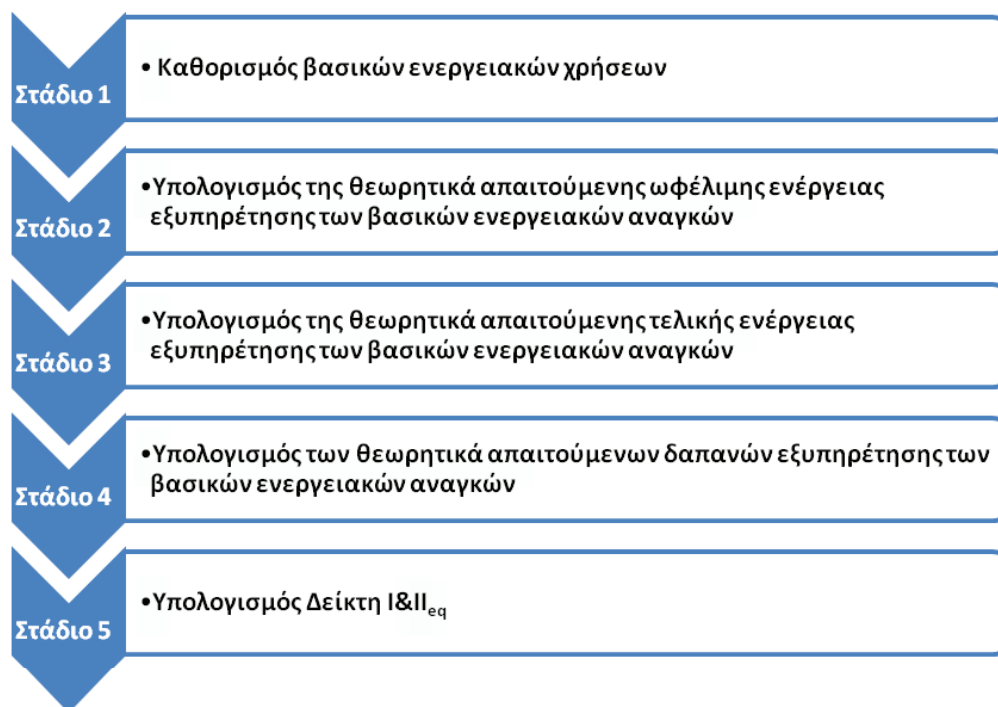 Στάδιο 1
• Καθορισμός βασικών ενεργειακών χρήσεων
Στάδιο 2
•Υπολογισμός της θεωρητικά απαιτούμενης ωφέλιμης ενέργειας
εξυπηρέτησης των βασικών ενεργειακών αναγκών
Στάδιο 3
•Υπολογισμός της θεωρητικά απαιτούμενης τελικής ενέργειας
εξυπηρέτησης των βασικών ενεργειακών αναγκών
Στάδιο 4
•Υπολογισμός των θεωρητικά απαιτούμενων δαπανών εξυπηρέτησης των
βασικών ενεργειακών αναγκών
Στάδιο 5
•Υπολογισμός Δείκτη I&II_eq